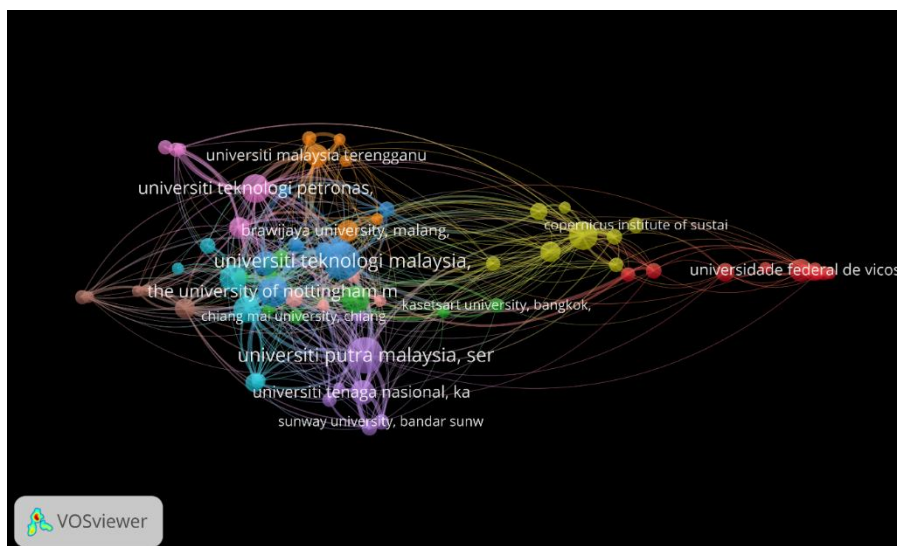 universiti malaysia terengganu
universiti teknologi petronas,
brawijaya university, malang,
copernicus institute of sustai
universiti teknologi malaysia,
universidade federal de vicos
the university of nottingham m
kasetsart university, bangkok,
chiang mai university, chiang
universiti putra malaysia, ser
universiti tenaga nasional, ka
sunway university, bandar sunw
VOSviewer